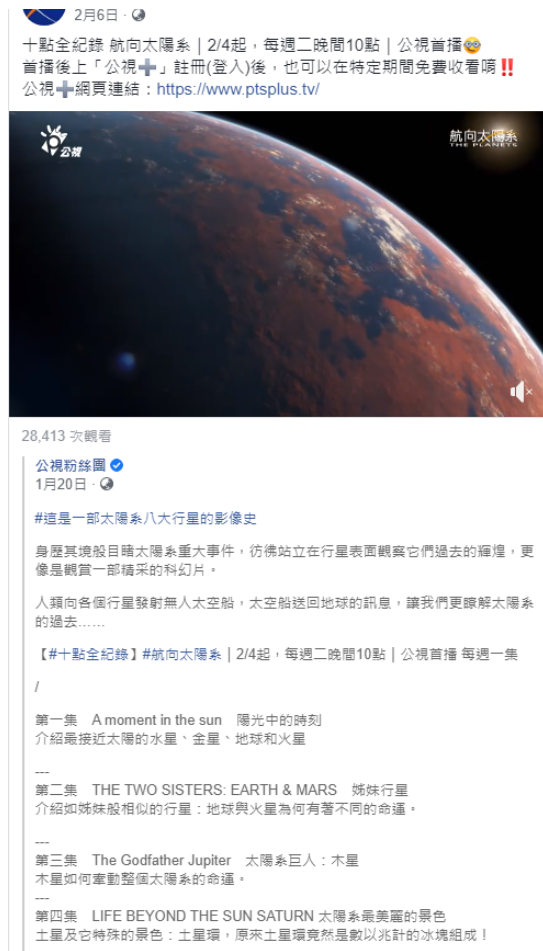 2月6日 ·
十點全紀錄 航向太陽系｜2/4起，每週二晚間10點｜公視首播🤓
首播後上「公視➕」註冊(登入)後，也可以在特定期間免費收看唷‼️
公視➕網頁連結：https://www.ptsplus.tv/
公視
航向太陽系
THE PLANETS
28,413 次觀看
公視粉絲團
1月20日 ·
#這是一部太陽系八大行星的影像史
身歷其境般目睹太陽系重大事件，彷彿站立在行星表面觀察它們過去的輝煌，更
像是觀賞一部精采的科幻片。
人類向各個行星發射無人太空船，太空船送回地球的訊息，讓我們更瞭解太陽系
的過去……
【#十點全紀錄】#航向太陽系｜2/4起，每週二晚間10點｜公視首播 每週一集
/
第一集　A moment in the sun　陽光中的時刻
介紹最接近太陽的水星、金星、地球和火星
---
第二集　THE TWO SISTERS: EARTH & MARS　姊妹行星
介紹如姊妹般相似的行星：地球與火星為何有著不同的命運。
---
第三集　The Godfather Jupiter　太陽系巨人：木星
木星如何牽動整個太陽系的命運。
---
第四集　LIFE BEYOND THE SUN SATURN 太陽系最美麗的景色
土星及它特殊的景色：土星環，原來土星環竟然是數以兆計的冰塊組成！